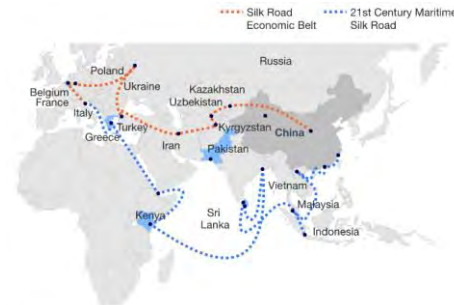 Silk Road
Economic Belt
21st Century Maritime
Silk Road
Russia
Poland
Ukraine
Belgium
France
Kazakhstan
Uzbekistan
Italy
Turkey
Greece
Kyrgyzstan
China
Iran
Pakistan
Vietnam
Malaysia
Kenya
Sri
Lanka
Indonesia